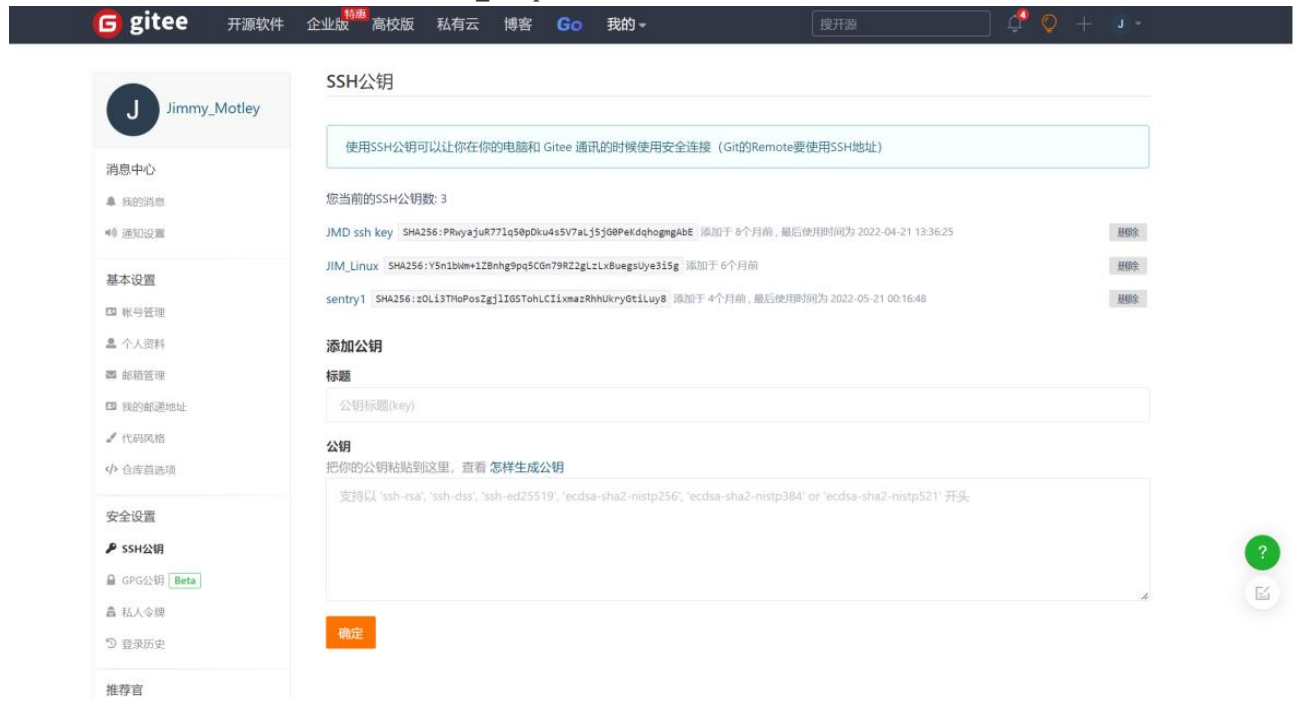 gitee 开源软件 企业版 特惠 高校版 私有云 博客 Go 我的 搜开源 4 J
J Jimmy_Motley
消息中心
我的消息
通知设置
基本设置
帐号管理
个人资料
邮箱管理
我的邮递地址
代码风格
仓库首选项
安全设置
SSH公钥
GPG公钥 Beta
私人令牌
登录历史
推荐官
SSH公钥
使用SSH公钥可以让你在你的电脑和 Gitee 通讯的时候使用安全连接（Git的Remote要使用SSH地址）
您当前的SSH公钥数: 3
JMD ssh key SHA256:PRwyajuR77lq50pDku4s5V7aLj5jG0PeKdqhogmgAbE 添加于 8个月前 , 最后使用时间为 2022-04-21 13:36:25 删除
JIM_Linux SHA256:Y5n1bWm+1ZBnhg9pq5CGn79RZ2gLzLxBuegsUye3i5g 添加于 6个月前 删除
sentry1 SHA256:zOLi3TMoPosZgjlIGSTohLCIixmazRhhUkryGtiLuy8 添加于 4个月前 , 最后使用时间为 2022-05-21 00:16:48 删除
添加公钥
标题
公钥标题(key)
公钥
把你的公钥粘贴到这里，查看 怎样生成公钥
支持以 'ssh-rsa', 'ssh-dss', 'ssh-ed25519', 'ecdsa-sha2-nistp256', 'ecdsa-sha2-nistp384' or 'ecdsa-sha2-nistp521' 开头
确定
?